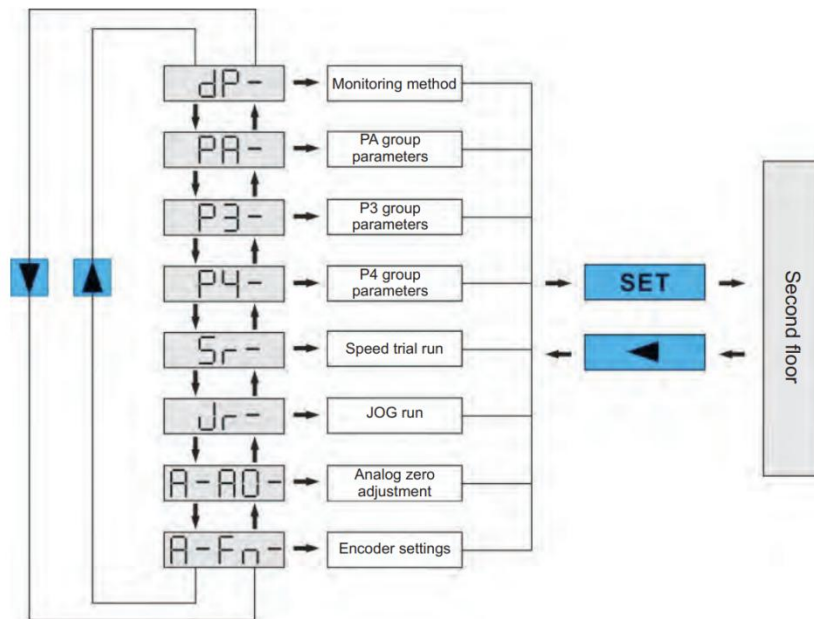 dP-
Monitoring method
PA-
PA group
parameters
P3-
P3 group
parameters
P4-
P4 group
parameters
SET
Sr-
Speed trial run
Jr-
JOG run
A-A0-
Analog zero
adjustment
A-Fn-
Encoder settings
Second floor